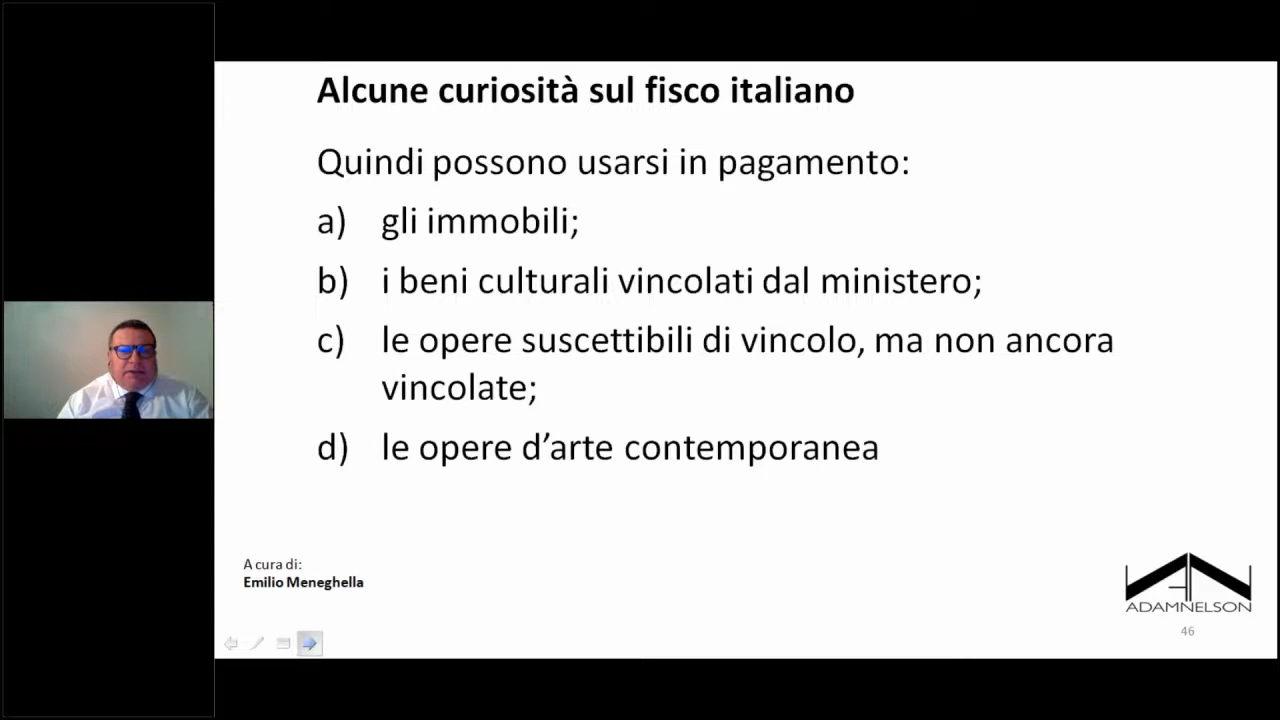 Alcune curiosità sul fisco italiano
Quindi possono usarsi in pagamento:
a) gli immobili;
b) i beni culturali vincolati dal ministero;
c) le opere suscettibili di vincolo, ma non ancora
vincolate;
d) le opere d’arte contemporanea
A cura di:
Emilio Meneghella
ADAMNELSON
46